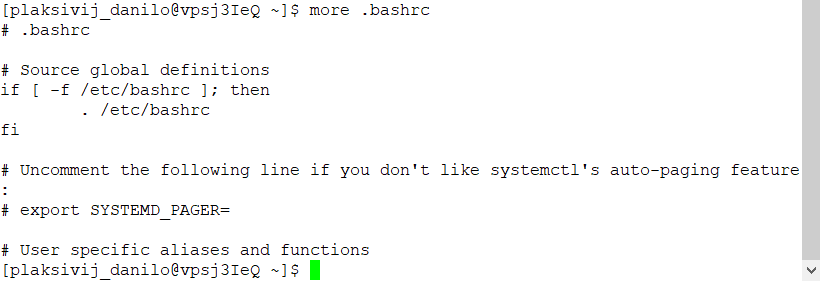 [plaksivij_danilo@vpsj3IeQ ~]$ more .bashrc
# .bashrc

# Source global definitions
if [ -f /etc/bashrc ]; then
        . /etc/bashrc
fi

# Uncomment the following line if you don't like systemctl's auto-paging feature
:
# export SYSTEMD_PAGER=

# User specific aliases and functions
[plaksivij_danilo@vpsj3IeQ ~]$